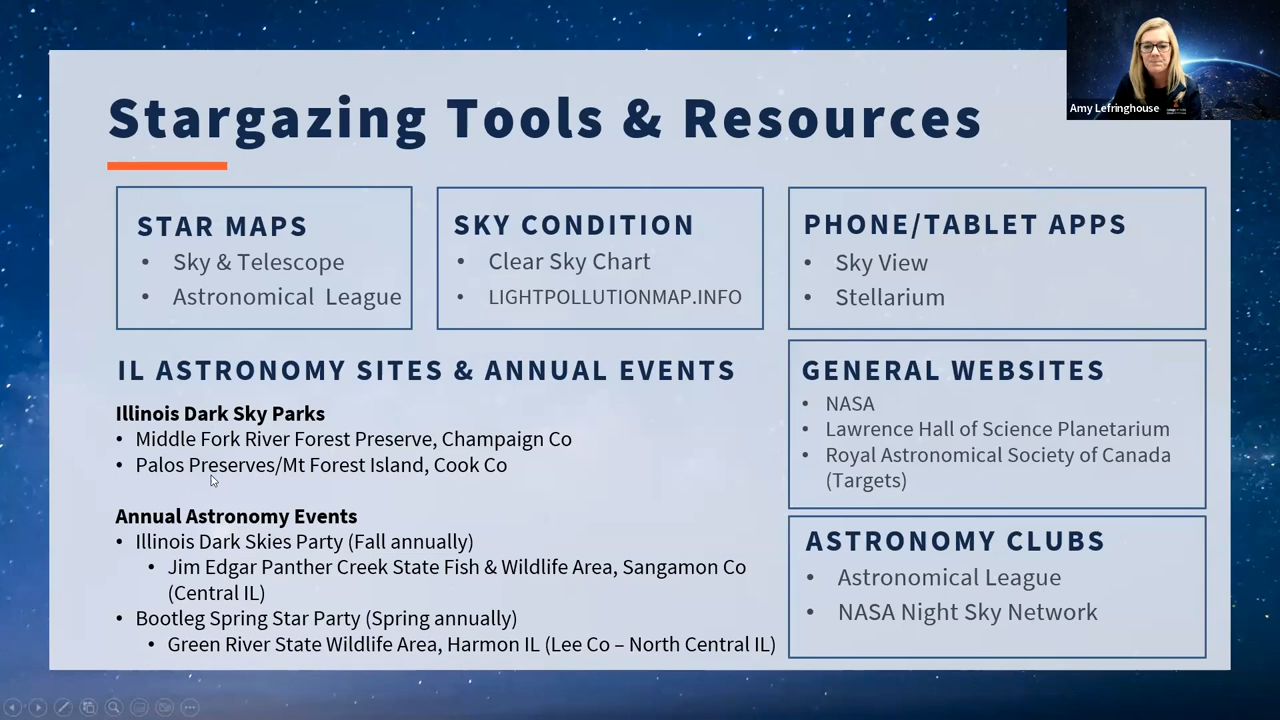 Amy Lefringhouse
Stargazing Tools & Resources
STAR MAPS
• Sky & Telescope
• Astronomical League
SKY CONDITION
• Clear Sky Chart
• LIGHTPOLLUTIONMAP.INFO
PHONE/TABLET APPS
• Sky View
• Stellarium
IL ASTRONOMY SITES & ANNUAL EVENTS
Illinois Dark Sky Parks
• Middle Fork River Forest Preserve, Champaign Co
• Palos Preserves/Mt Forest Island, Cook Co
Annual Astronomy Events
• Illinois Dark Skies Party (Fall annually)
• Jim Edgar Panther Creek State Fish & Wildlife Area, Sangamon Co
(Central IL)
• Bootleg Spring Star Party (Spring annually)
• Green River State Wildlife Area, Harmon IL (Lee Co – North Central IL)
GENERAL WEBSITES
• NASA
• Lawrence Hall of Science Planetarium
• Royal Astronomical Society of Canada
(Targets)
ASTRONOMY CLUBS
• Astronomical League
• NASA Night Sky Network